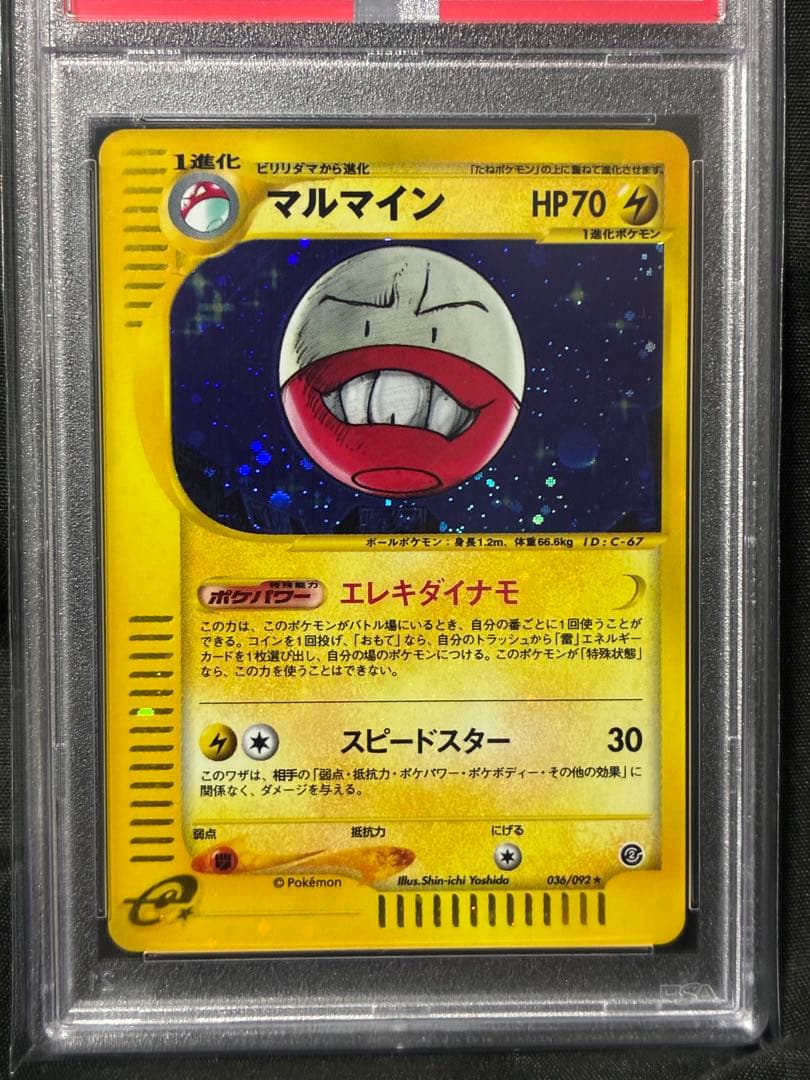 1進化 ビリリダマから進化 「たねポケモン」の上に重ねて進化させます。
マルマイン HP70
1進化ポケモン
ボールポケモン：身長1.2m、体重66.6kg ID:C-67
特殊能力
ポケパワー エレキダイナモ
この力は、このポケモンがバトル場にいるとき、自分の番ごとに1回使うことが
できる。コインを1回投げ、「おもて」なら、自分のトラッシュから「雷」エネルギー
カードを1枚選び出し、自分の場のポケモンにつける。このポケモンが「特殊状態」
なら、この力を使うことはできない。
スピードスター 30
このワザは、相手の「弱点・抵抗力・ポケパワー・ポケボディー・その他の効果」に
関係なく、ダメージを与える。
弱点 抵抗力 にげる
闘
2
©Pokémon Illus.Shin-ichi Yoshida 036/092★
e
PSA